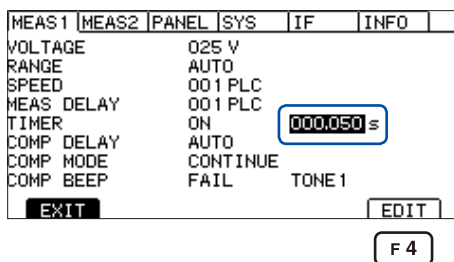 MEAS1 MEAS2 PANEL SYS IF INFO
VOLTAGE 025 V
RANGE AUTO
SPEED 001 PLC
MEAS DELAY 001 PLC
TIMER ON 000.050 s
COMP DELAY AUTO
COMP MODE CONTINUE
COMP BEEP FAIL TONE1
EXIT EDIT
F 4